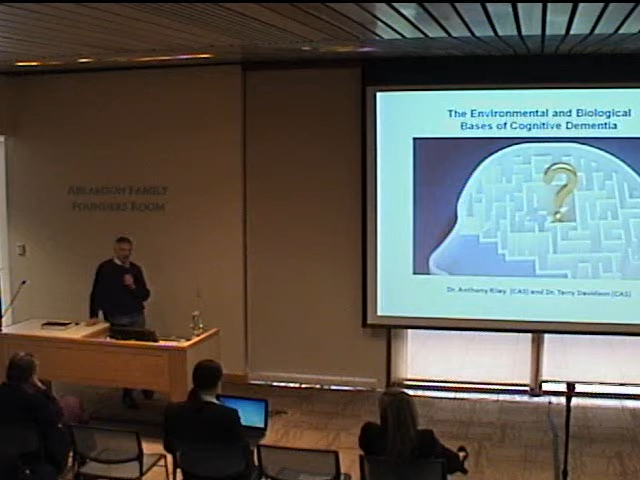 The Environmental and Biological
Bases of Cognitive Dementia
?
Abramson Family
Founders Room
Dr. Anthony Riley (CAS) and Dr. Terry Davidson (CAS)